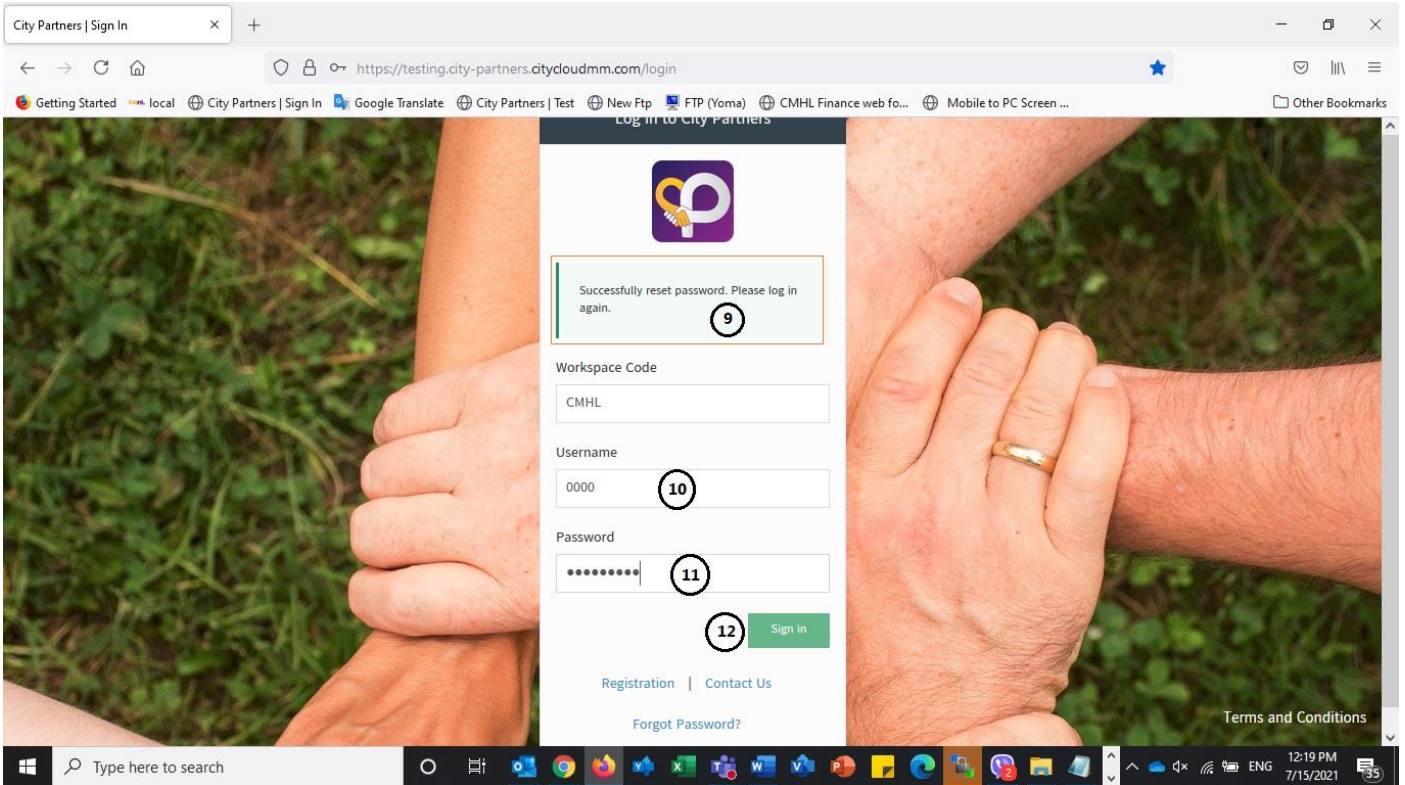 City Partners | Sign In
https://testing.city-partners.citycloudmm.com/login
Getting Started local City Partners | Sign In Google Translate City Partners | Test New Ftp FTP (Yoma) CMHL Finance web fo... Mobile to PC Screen ... Other Bookmarks
Log In to City Partners
Successfully reset password. Please log in
again.
9
Workspace Code
CMHL
Username
0000
10
Password
11
12 Sign in
Registration | Contact Us
Forgot Password?
Terms and Conditions
Type here to search
ENG
12:19 PM
7/15/2021
35